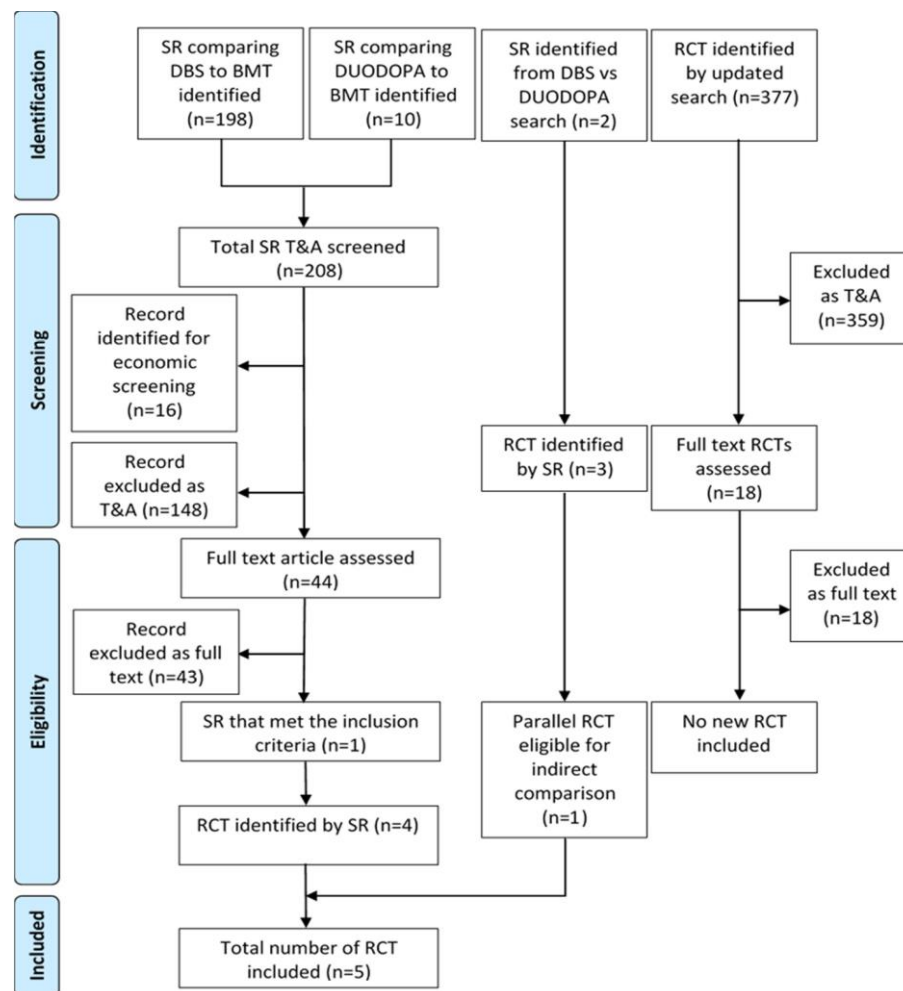 Identification
SR comparing
DBS to BMT
identified
(n=198)
SR comparing
DUODOPA to
BMT identified
(n=10)
SR identified
from DBS vs
DUODOPA
search (n=2)
RCT identified
by updated
search (n=377)
Screening
Total SR T&A screened
(n=208)
Record
identified for
economic
screening
(n=16)
Record
excluded as
T&A (n=148)
Excluded
as T&A
(n=359)
RCT identified
by SR (n=3)
Full text RCTs
assessed
(n=18)
Eligibility
Full text article assessed
(n=44)
Record
excluded as full
text (n=43)
Excluded
as full text
(n=18)
SR that met the inclusion
criteria (n=1)
Parallel RCT
eligible for
indirect
comparison
(n=1)
No new RCT
included
RCT identified by SR (n=4)
Included
Total number of RCT
included (n=5)